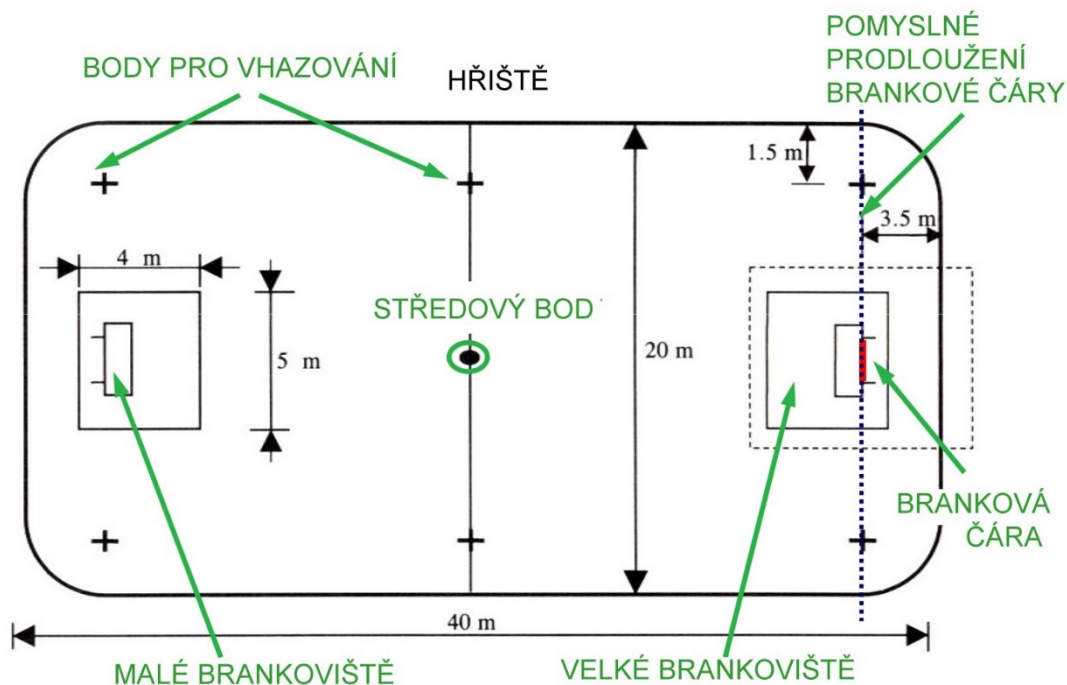 POMYSLNÉ
PRODLOUŽENÍ
BRANKOVÉ ČÁRY
BODY PRO VHAZOVÁNÍ
HŘIŠTĚ
1.5 m
3.5 m
4 m
STŘEDOVÝ BOD
5 m
20 m
BRANKOVÁ
ČÁRA
40 m
MALÉ BRANKOVIŠTĚ
VELKÉ BRANKOVIŠTĚ